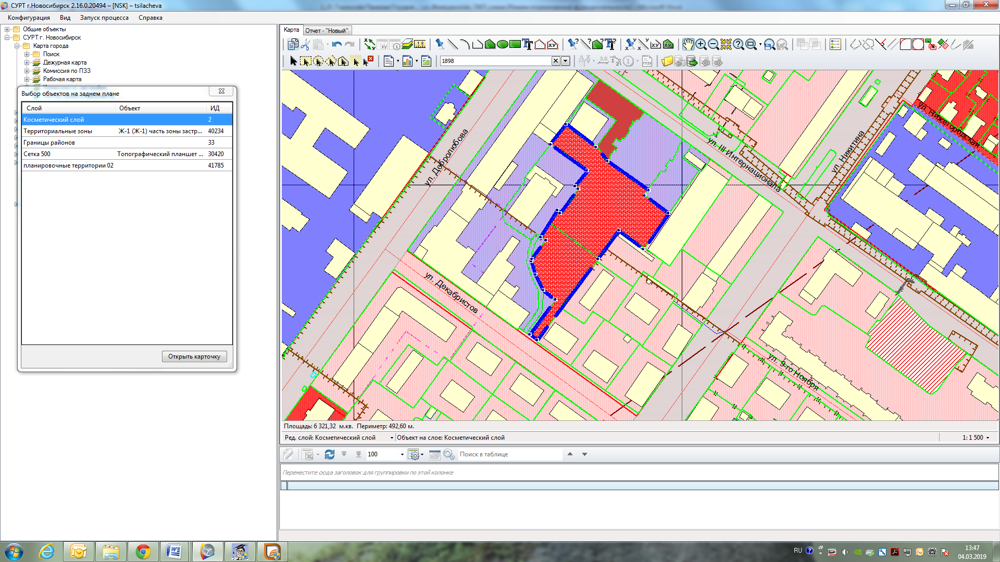 СУРТ г.Новосибирск 2.16.0.20494 – [NSK] – tsilacheva
Конфигурация Вид Запуск процесса Справка
Общие объекты
СУРТ г. Новосибирск
Карта города
Поиск
Дежурная карта
Комиссия по ПЗЗ
Рабочая карта
Выбор объектов на заднем плане
Слой Объект ИД
Косметический слой 2
Территориальные зоны Ж-1 (Ж-1) часть зоны застр... 40234
Границы районов 33
Сетка 500 Топографический планшет ... 30420
планировочные территории 02 41785
Открыть карточку
Карта Отчет - "Новый"
1898
ул. Добролюбова
ул. III Интернационала
ул. Никитина
ул. Нижегородская
ул. Декабристов
ул. 9-го Ноября
Площадь: 6 321,32 м.кв. Периметр: 492,60 м.
Ред. слой: Косметический слой Объект на слое: Косметический слой 1: 1 500
100 Поиск в таблице
Переместите сюда заголовок для группировки по этой колонке
RU
13:47
04.03.2019